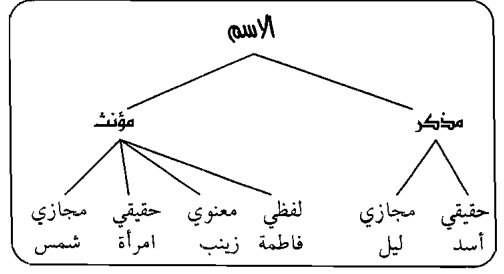 الاسم
مذكر مؤنث
حقيقي مجازي لفظي معنوي حقيقي مجازي
أسد ليل فاطمة زينب امرأة شمس